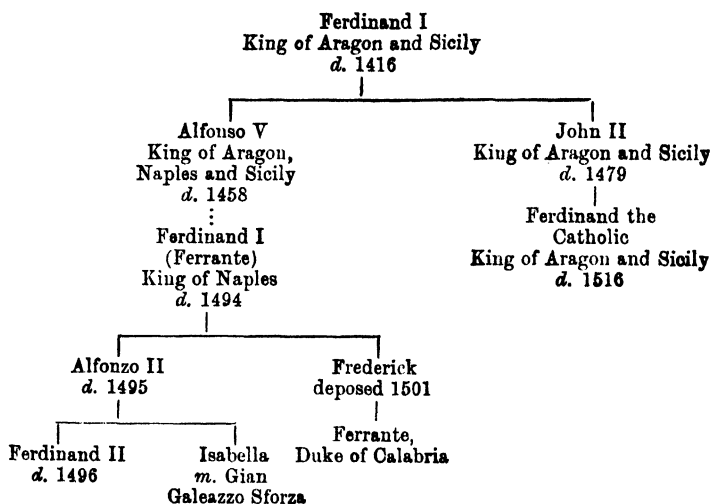 Ferdinand I
King of Aragon and Sicily
d. 1416
Alfonso V
King of Aragon,
Naples and Sicily
d. 1458
John II
King of Aragon and Sicily
d. 1479
Ferdinand I
(Ferrante)
King of Naples
d. 1494
Ferdinand the
Catholic
King of Aragon and Sicily
d. 1516
Alfonzo II
d. 1495
Frederick
deposed 1501
Ferdinand II
d. 1496
Isabella
m. Gian
Galeazzo Sforza
Ferrante,
Duke of Calabria